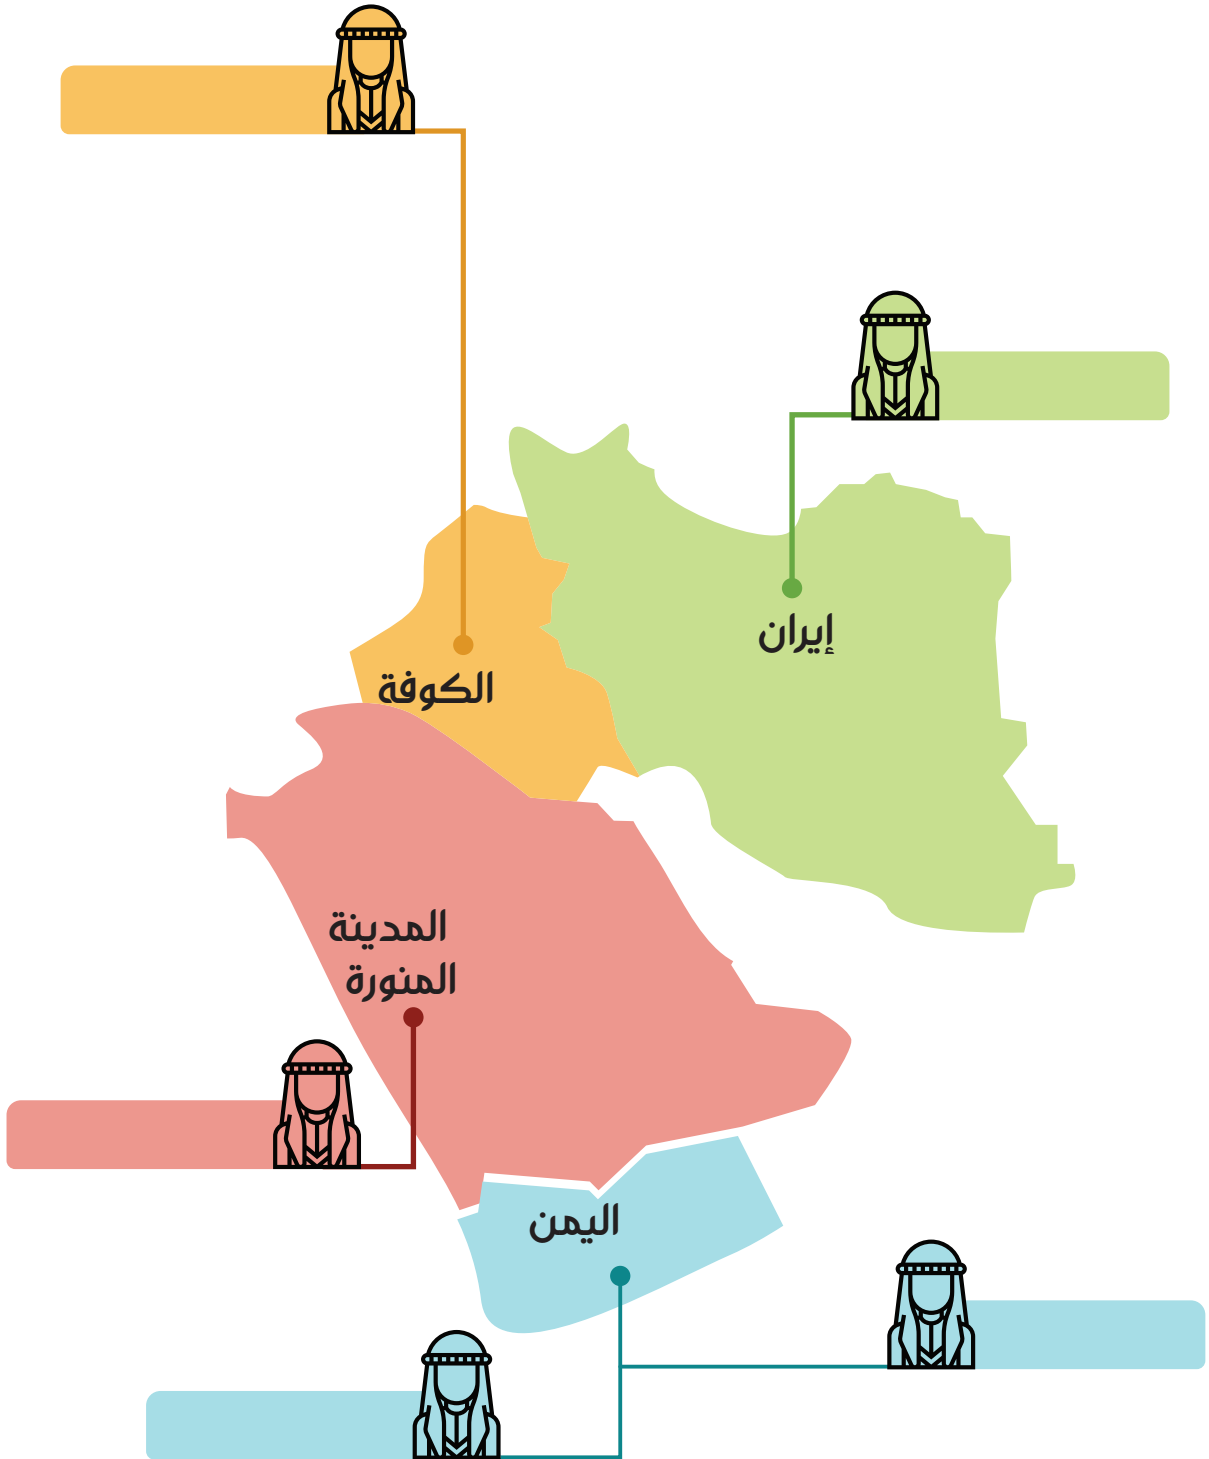 إيران
الكوفة
المدينة
المنورة
اليمن